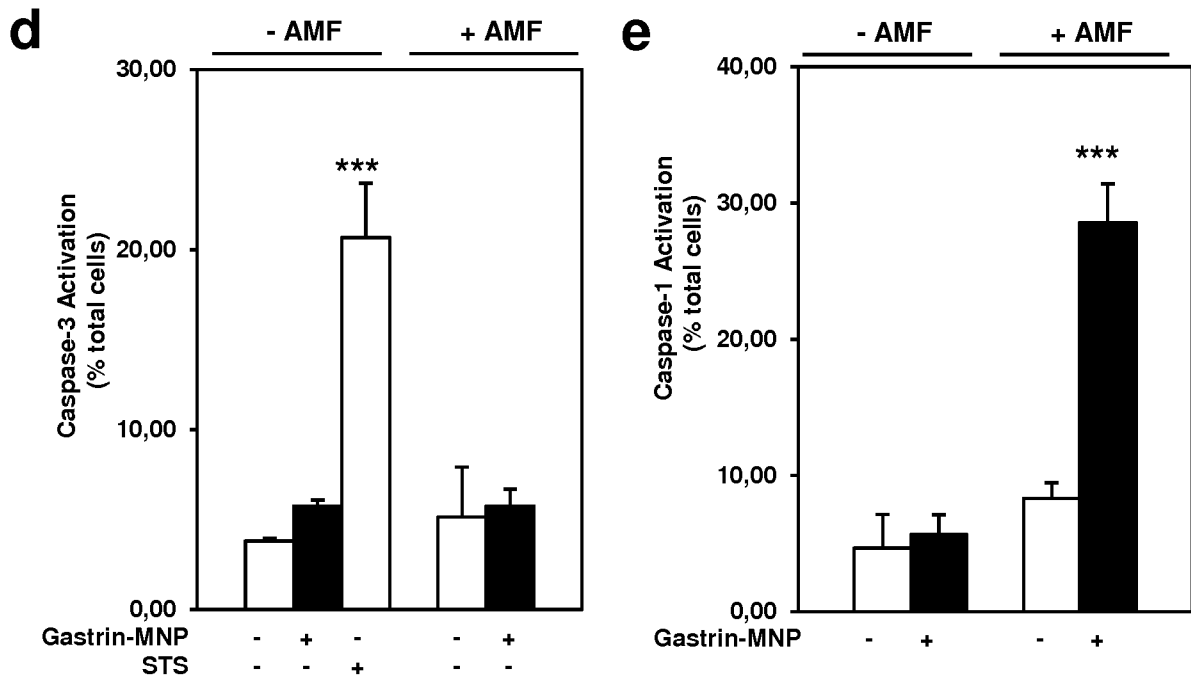 d
- AMF + AMF
30,00
20,00
10,00
0,00
Caspase-3 Activation
(% total cells)
***
Gastrin-MNP - + - - +
STS - - + - -
e
- AMF + AMF
40,00
30,00
20,00
10,00
0,00
Caspase-1 Activation
(% total cells)
***
Gastrin-MNP - + - +